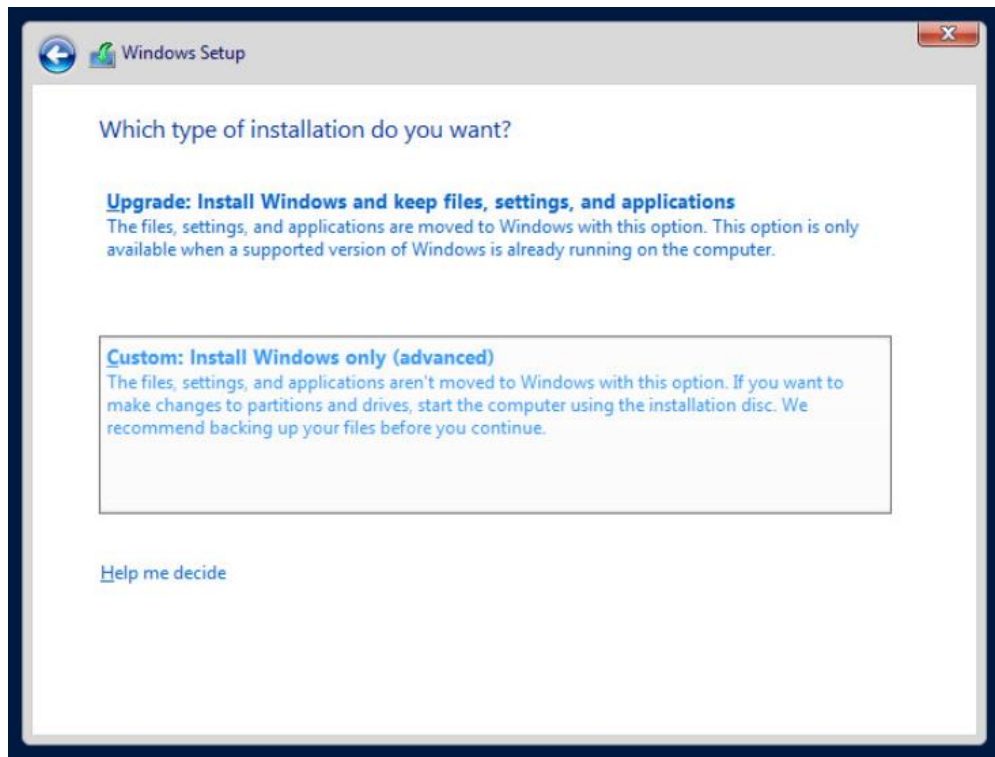 Windows Setup
Which type of installation do you want?
Upgrade: Install Windows and keep files, settings, and applications
The files, settings, and applications are moved to Windows with this option. This option is only
available when a supported version of Windows is already running on the computer.
Custom: Install Windows only (advanced)
The files, settings, and applications aren't moved to Windows with this option. If you want to
make changes to partitions and drives, start the computer using the installation disc. We
recommend backing up your files before you continue.
Help me decide